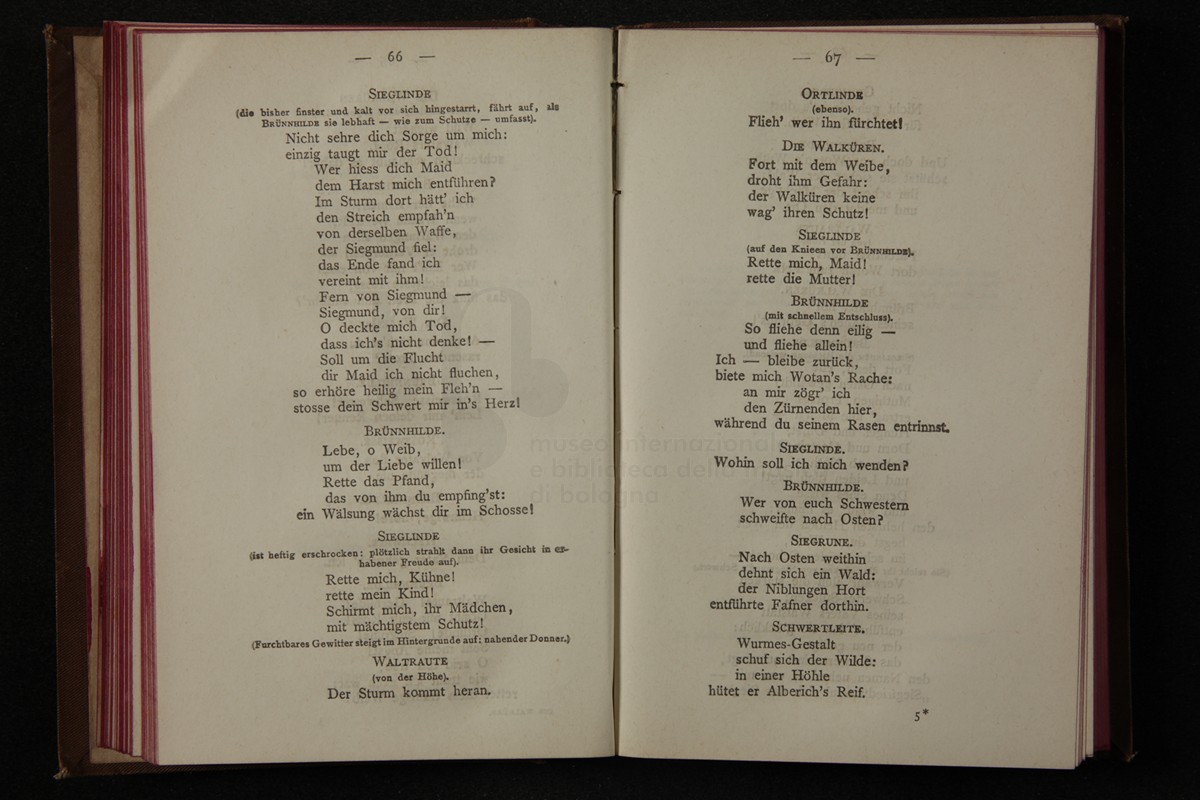 — 66 —
SIEGLINDE
(die bisher finster und kalt vor sich hingestarrt, fährt auf, als
BRÜNNHILDE sie lebhaft — wie zum Schutze — umfasst).
Nicht sehre dich Sorge um mich:
einzig taugt mir der Tod!
Wer hiess dich Maid
dem Harst mich entführen?
Im Sturm dort hätt' ich
den Streich empfah'n
von derselben Waffe,
der Siegmund fiel:
das Ende fand ich
vereint mit ihm!
Fern von Siegmund —
Siegmund, von dir!
O deckte mich Tod,
dass ich's nicht denke! —
Soll um die Flucht
dir Maid ich nicht fluchen,
so erhöre heilig mein Fleh'n —
stosse dein Schwert mir in's Herz!
BRÜNNHILDE.
Lebe, o Weib,
um der Liebe willen!
Rette das Pfand,
das von ihm du empfing'st:
ein Wälsung wächst dir im Schosse!
SIEGLINDE
(ist heftig erschrocken: plötzlich strahlt dann ihr Gesicht in er-
habener Freude auf).
Rette mich, Kühne!
rette mein Kind!
Schirmt mich, ihr Mädchen,
mit mächtigstem Schutz!
(Furchtbares Gewitter steigt im Hintergrunde auf: nahender Donner.)
WALTRAUTE
(von der Höhe).
Der Sturm kommt heran.
— 67 —
ORTLINDE
(ebenso).
Flieh' wer ihn fürchtet!
DIE WALKÜREN.
Fort mit dem Weibe,
droht ihm Gefahr:
der Walküren keine
wag' ihren Schutz!
SIEGLINDE
(auf den Knieen vor BRÜNNHILDE).
Rette mich, Maid!
rette die Mutter!
BRÜNNHILDE
(mit schnellem Entschluss).
So fliehe denn eilig —
und fliehe allein!
Ich — bleibe zurück,
biete mich Wotan's Rache:
an mir zögr' ich
den Zürnenden hier,
während du seinem Rasen entrinnst.
SIEGLINDE.
Wohin soll ich mich wenden?
BRÜNNHILDE.
Wer von euch Schwestern
schweifte nach Osten?
SIEGRUNE.
Nach Osten weithin
dehnt sich ein Wald:
der Niblungen Hort
entführte Fafner dorthin.
SCHWERTLEITE.
Wurmes-Gestalt
schuf sich der Wilde:
in einer Höhle
hütet er Alberich's Reif.
5*
museo internazionale
e biblioteca della musica
di bologna